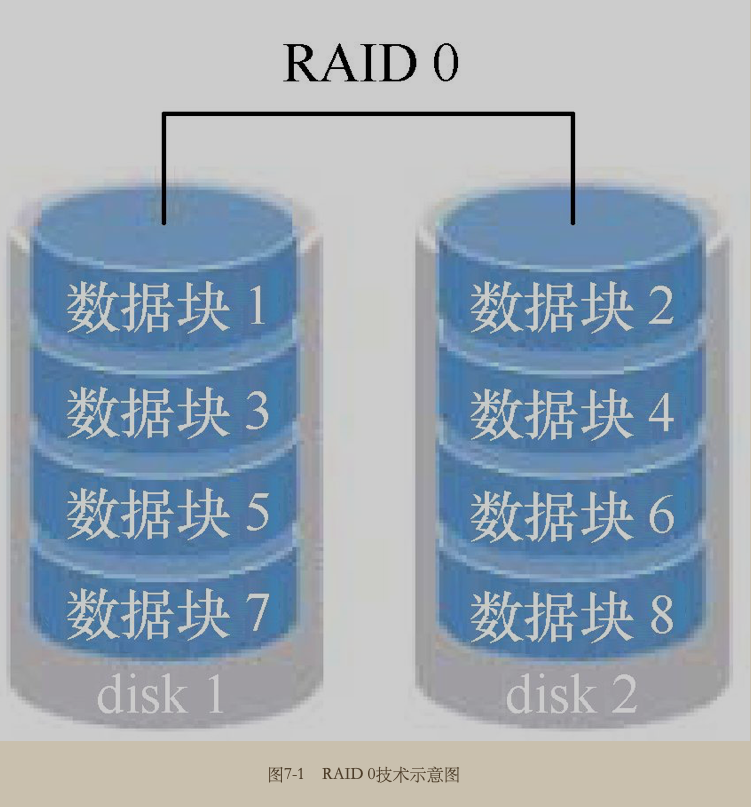 RAID 0
数据块 1
数据块 2
数据块 3
数据块 4
数据块 5
数据块 6
数据块 7
数据块 8
disk 1
disk 2
图7-1 RAID 0技术示意图